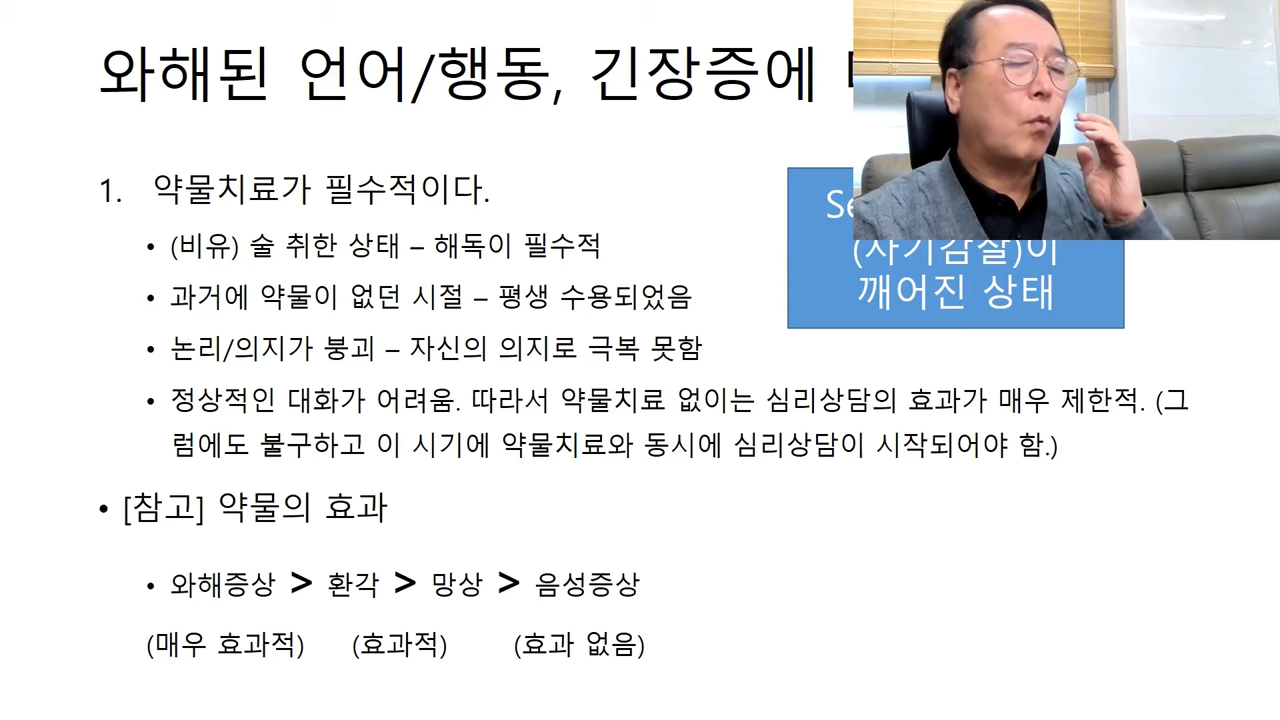 와해된 언어/행동, 긴장증에
1. 약물치료가 필수적이다.
• (비유) 술 취한 상태 – 해독이 필수적
• 과거에 약물이 없던 시절 – 평생 수용되었음
• 논리/의지가 붕괴 – 자신의 의지로 극복 못함
• 정상적인 대화가 어려움. 따라서 약물치료 없이는 심리상담의 효과가 매우 제한적. (그
럼에도 불구하고 이 시기에 약물치료와 동시에 심리상담이 시작되어야 함.)
• [참고] 약물의 효과
• 와해증상 > 환각 > 망상 > 음성증상
(매우 효과적) (효과적) (효과 없음)
(자기감찰)이
깨어진 상태